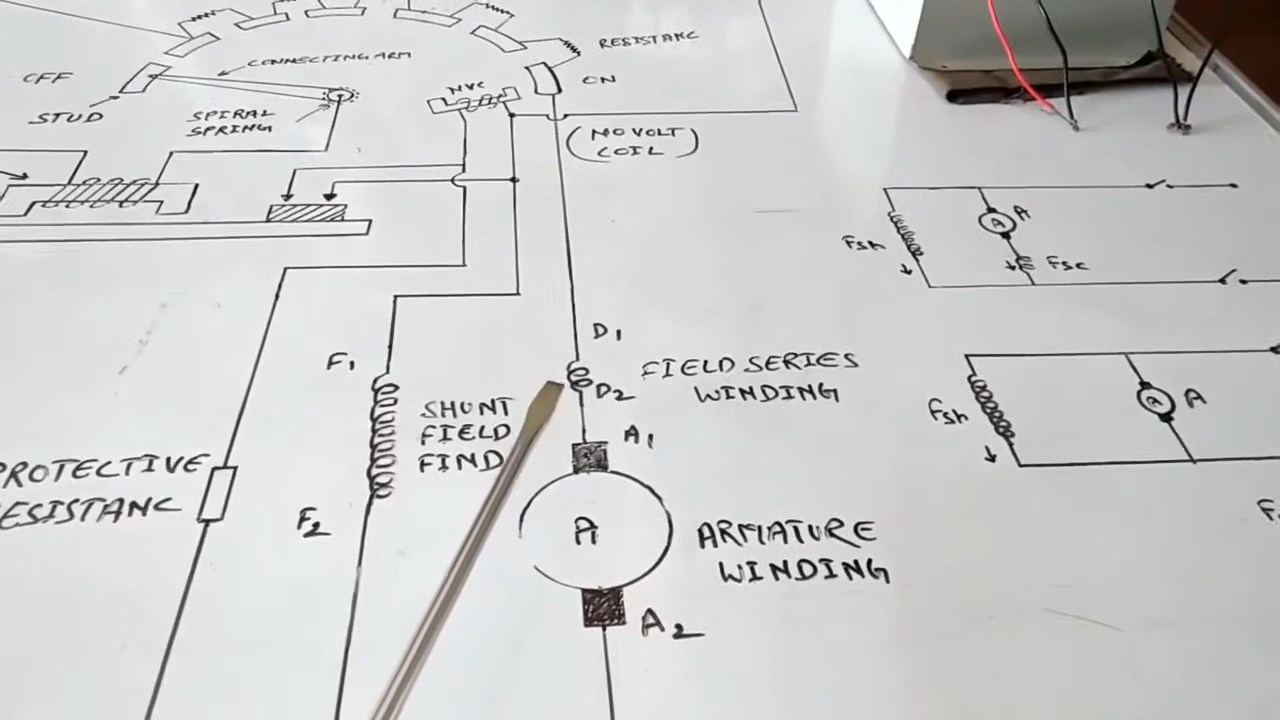 RESISTANC
CONNECTING ARM
OFF
NVC
ON
STUD
SPIRAL
SPRING
(NO VOLT
COIL)
A
A
Fsh
Fsc
D1
F1
FIELD SERIES
WINDING
D2
A
Fsh
SHUNT
FIELD
FIND
A1
PROTECTIVE
ESISTANC
F2
A
ARMATURE
WINDING
A2